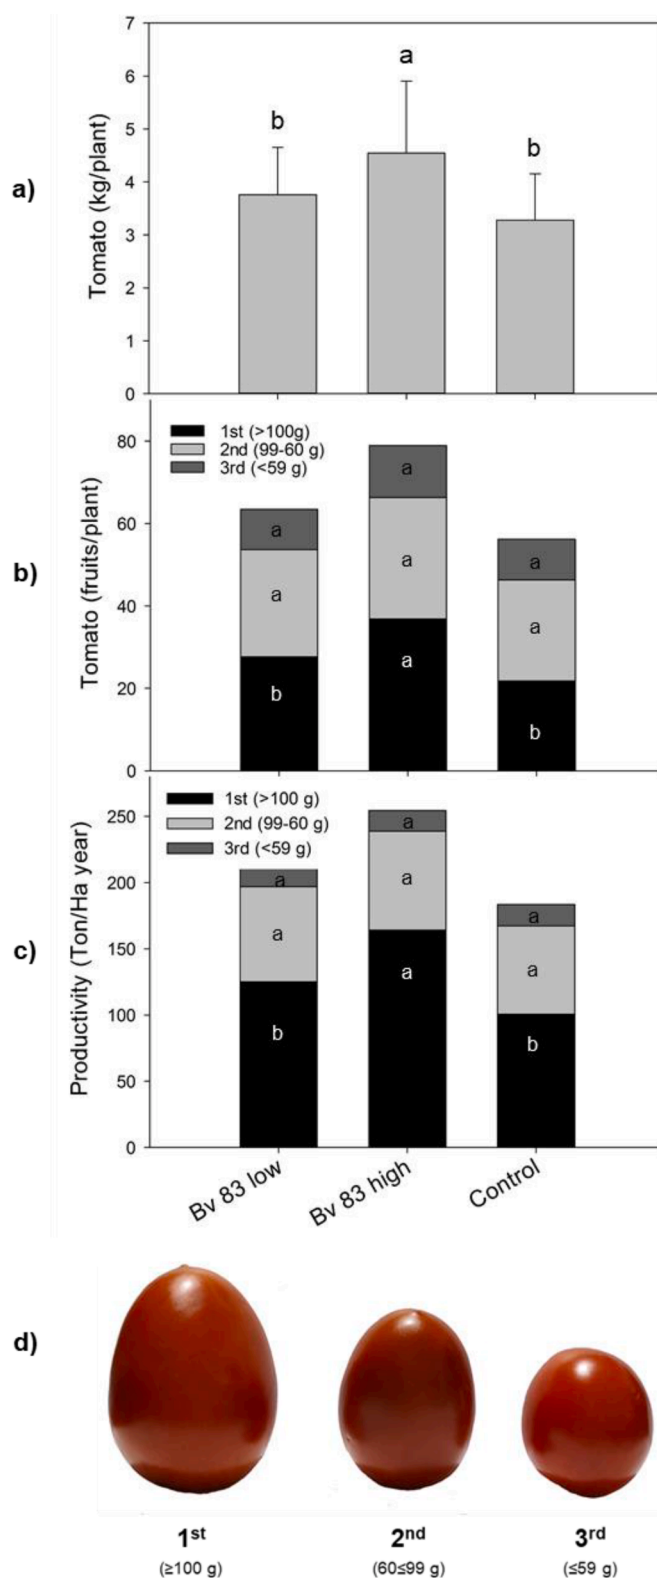 a)
Tomato (kg/plant)
7
6
5
4
3
2
1
0
b
a
b
b)
Tomato (fruits/plant)
80
60
40
20
0
1st (>100g)
2nd (99-60 g)
3rd (<59 g)
a
a
b
a
a
a
a
a
b
c)
Productivity (Ton/Ha year)
250
200
150
100
50
0
1st (>100 g)
2nd (99-60 g)
3rd (<59 g)
a
a
b
a
a
a
a
a
b
Bv 83 low
Bv 83 high
Control
d)
1st
(≥100 g)
2nd
(60≤99 g)
3rd
(≤59 g)